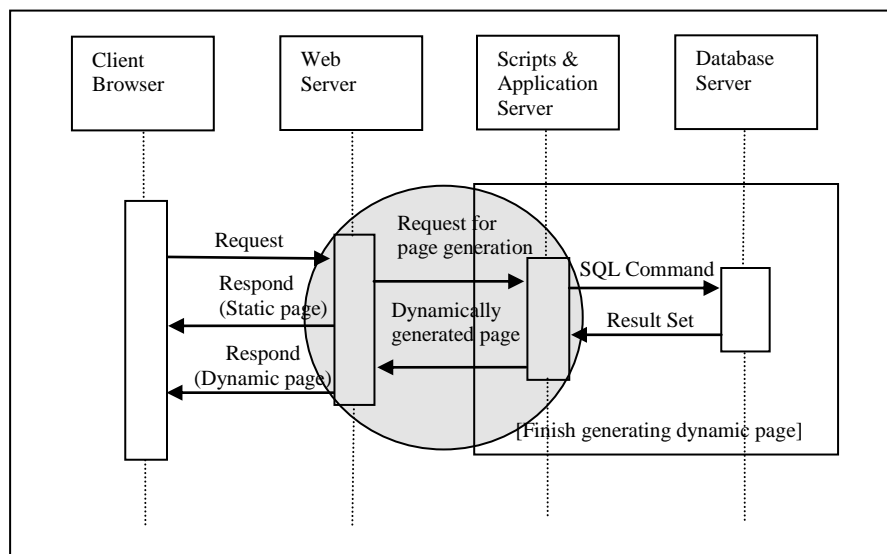 Client
Browser
Web
Server
Scripts &
Application
Server
Database
Server
Request
Request for
page generation
SQL Command
Respond
(Static page)
Dynamically
generated page
Result Set
Respond
(Dynamic page)
[Finish generating dynamic page]